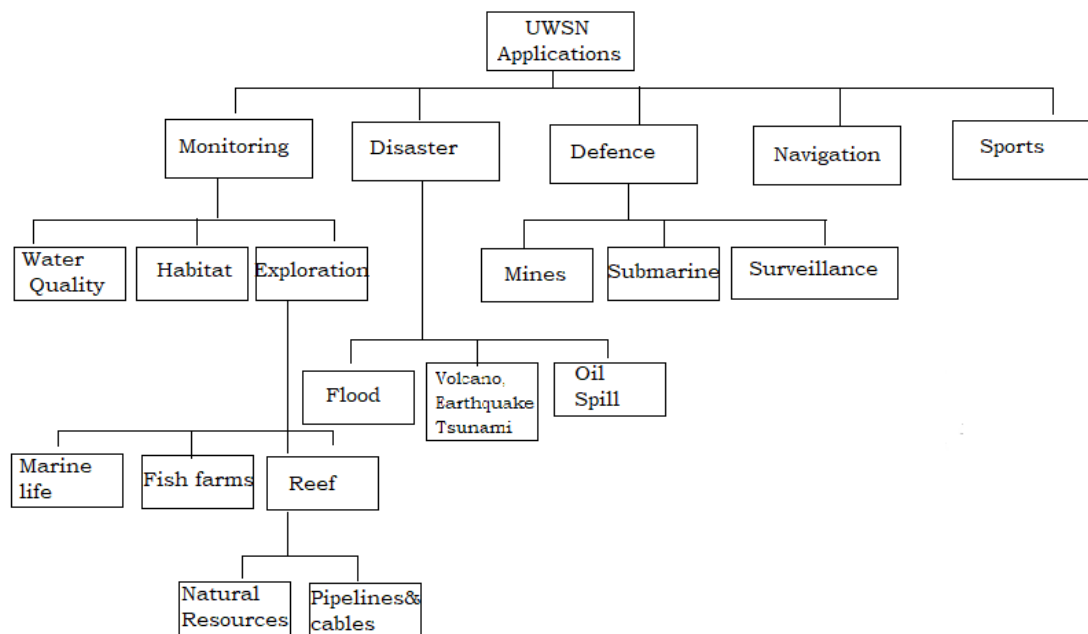 UWSN
Applications
Monitoring
Disaster
Defence
Navigation
Sports
Water
Quality
Habitat
Exploration
Mines
Submarine
Surveillance
Flood
Volcano,
Earthquake
Tsunami
Oil
Spill
Marine
life
Fish farms
Reef
Natural
Resources
Pipelines&
cables